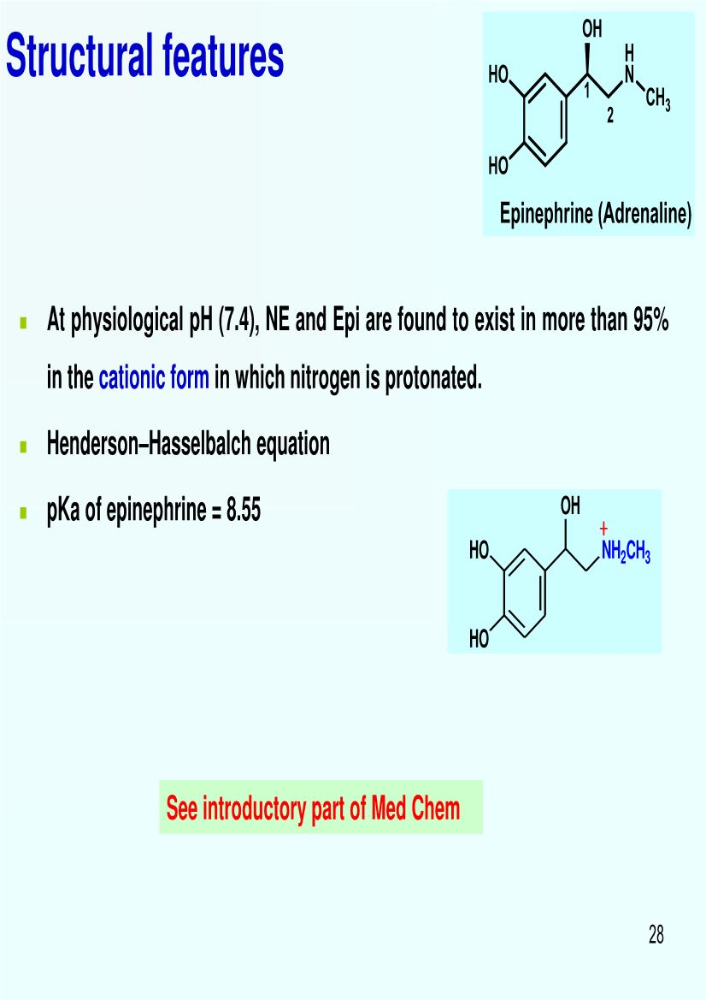 Structural features
OH
H
N
HO
1
CH3
2
HO
Epinephrine (Adrenaline)
At physiological pH (7.4), NE and Epi are found to exist in more than 95%
in the cationic form in which nitrogen is protonated.
Henderson–Hasselbalch equation
pKa of epinephrine = 8.55
OH
+
HO
NH2CH3
HO
See introductory part of Med Chem
28